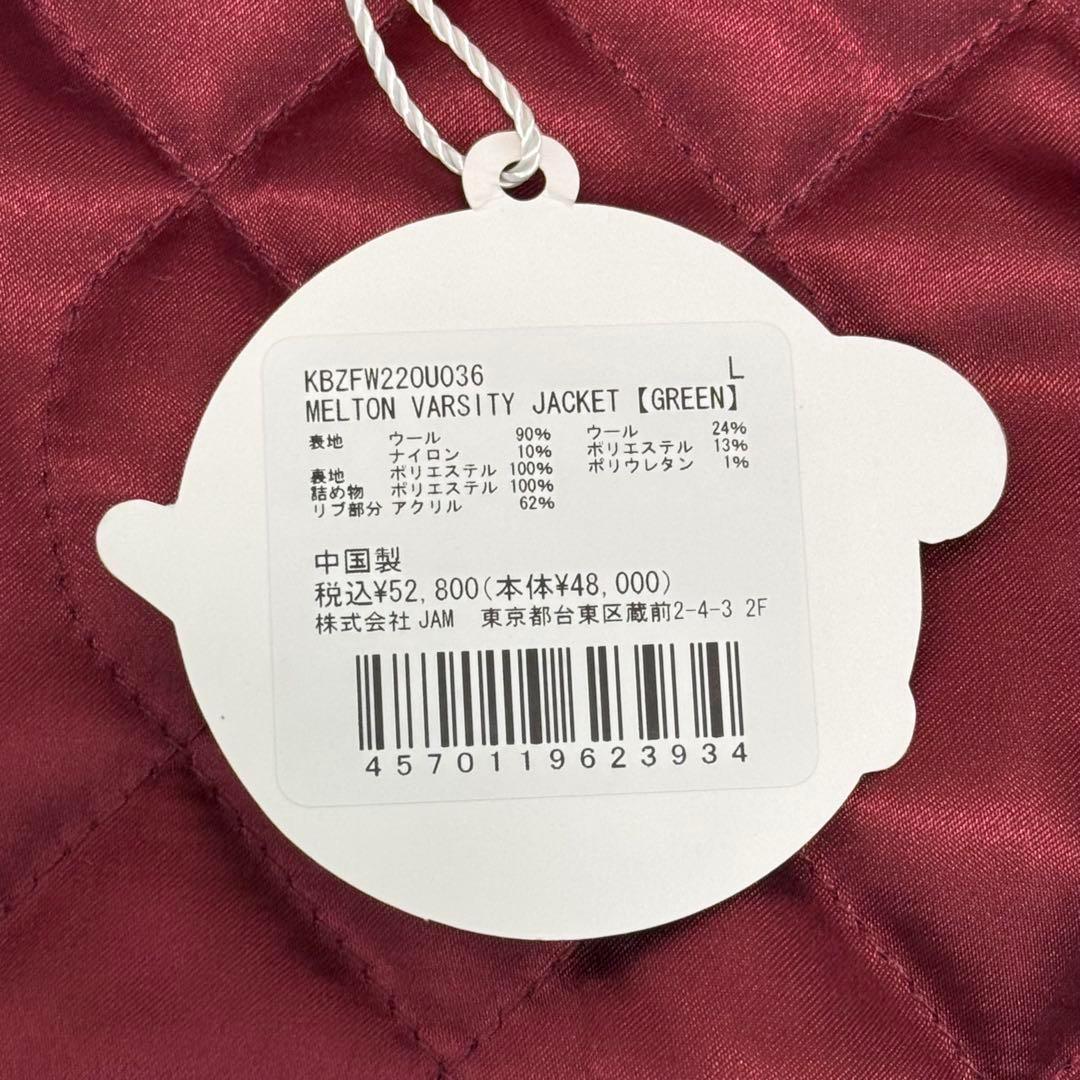 KBZFW220U036 L
MELTON VARSITY JACKET【GREEN】
表地 ウール 90% ウール 24%
ナイロン 10% ポリエステル 13%
裏地 ポリエステル 100% ポリウレタン 1%
詰め物 ポリエステル 100%
リブ部分 アクリル 62%
中国製
税込¥52,800(本体¥48,000)
株式会社JAM 東京都台東区蔵前2-4-3 2F
4570119623934